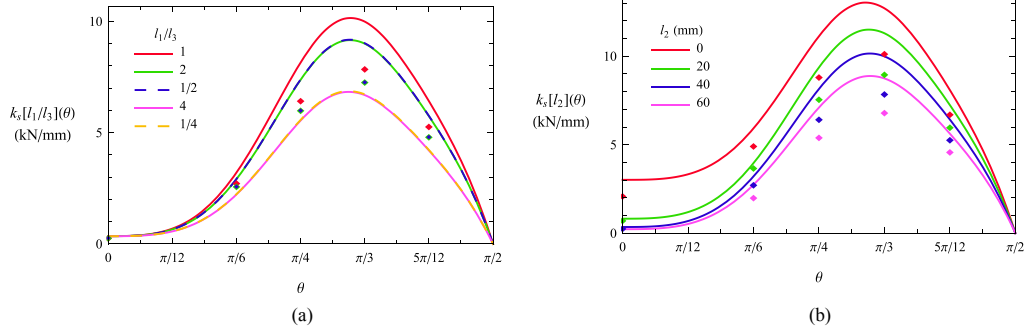 10
5
0
l₁/l₃
1
2
1/2
4
1/4
kₛ[l₁/l₃](θ)
(kN/mm)
0 π/12 π/6 π/4 π/3 5π/12 π/2
θ
(a)
10
5
0
l₂ (mm)
0
20
40
60
kₛ[l₂](θ)
(kN/mm)
0 π/12 π/6 π/4 π/3 5π/12 π/2
θ
(b)